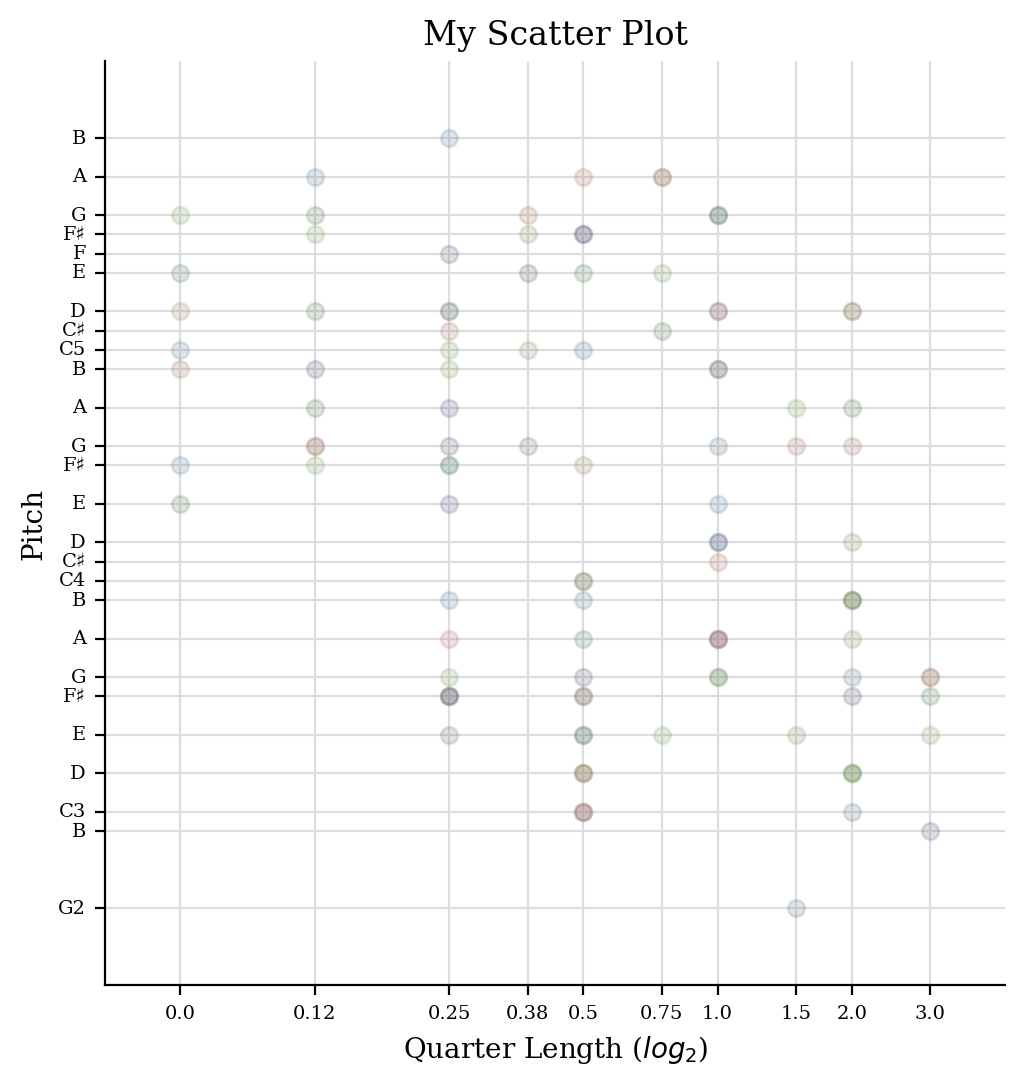 My Scatter Plot
B
A
G
F♯
F
E
D
C♯
C5
B
A
G
F♯
E
D
C♯
C4
B
A
G
F♯
E
D
C3
B
G2
Pitch
0.0 0.12 0.25 0.38 0.5 0.75 1.0 1.5 2.0 3.0
Quarter Length (log₂)